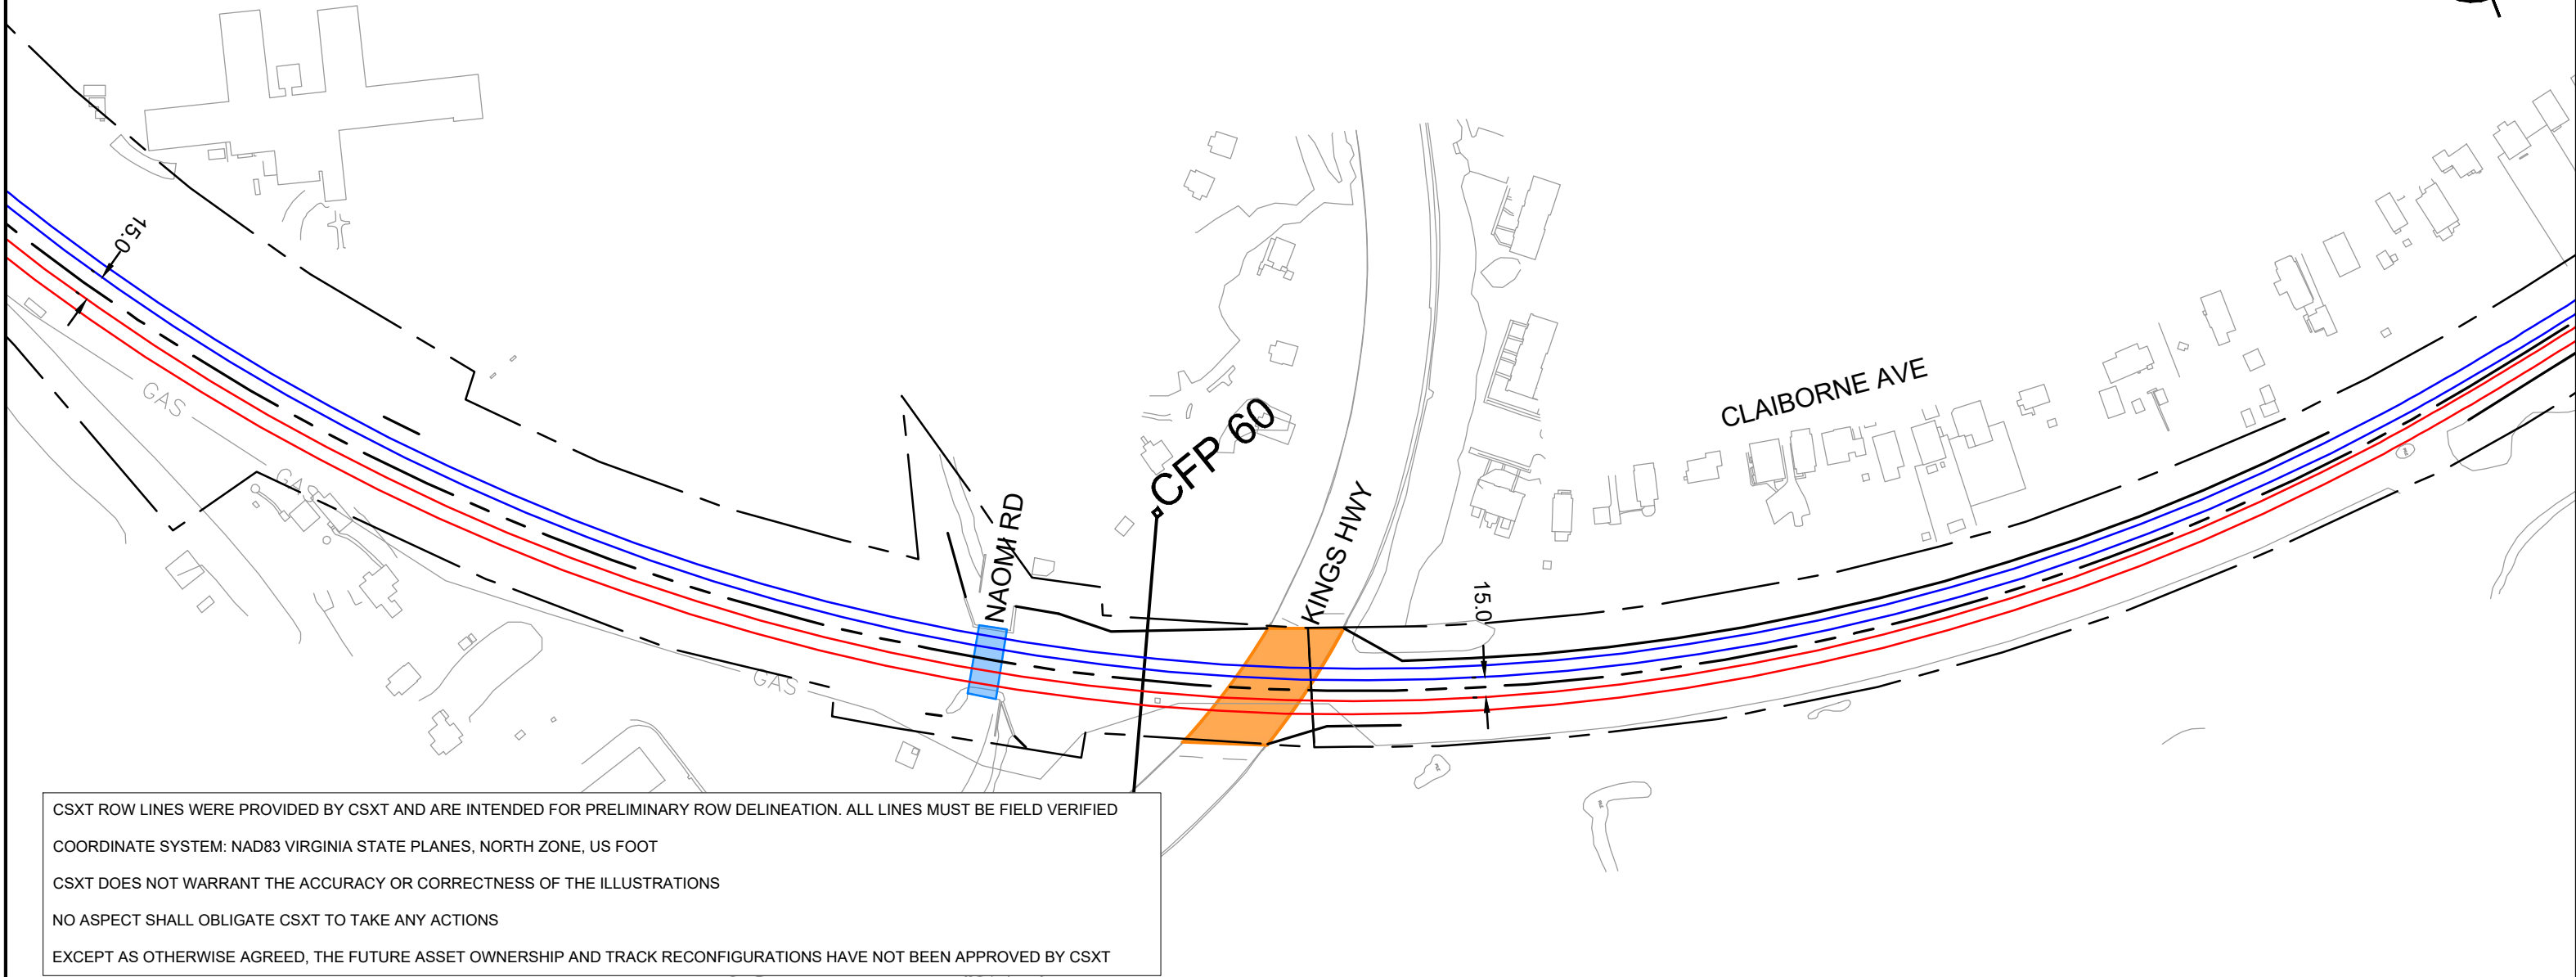 15.0
GAS
GAS
GAS
NAOMI RD
CFP 60
KINGS HWY
15.0
CLAIBORNE AVE
CSXT ROW LINES WERE PROVIDED BY CSXT AND ARE INTENDED FOR PRELIMINARY ROW DELINEATION. ALL LINES MUST BE FIELD VERIFIED
COORDINATE SYSTEM: NAD83 VIRGINIA STATE PLANES, NORTH ZONE, US FOOT
CSXT DOES NOT WARRANT THE ACCURACY OR CORRECTNESS OF THE ILLUSTRATIONS
NO ASPECT SHALL OBLIGATE CSXT TO TAKE ANY ACTIONS
EXCEPT AS OTHERWISE AGREED, THE FUTURE ASSET OWNERSHIP AND TRACK RECONFIGURATIONS HAVE NOT BEEN APPROVED BY CSXT